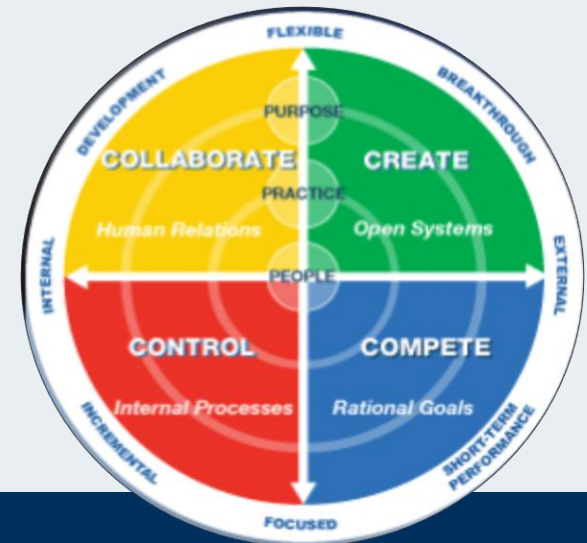 FLEXIBLE
DEVELOPMENT
BREAKTHROUGH
PURPOSE
COLLABORATE
CREATE
PRACTICE
Human Relations
Open Systems
INTERNAL
PEOPLE
EXTERNAL
CONTROL
COMPETE
Internal Processes
Rational Goals
INCREMENTAL
SHORT-TERM
PERFORMANCE
FOCUSED